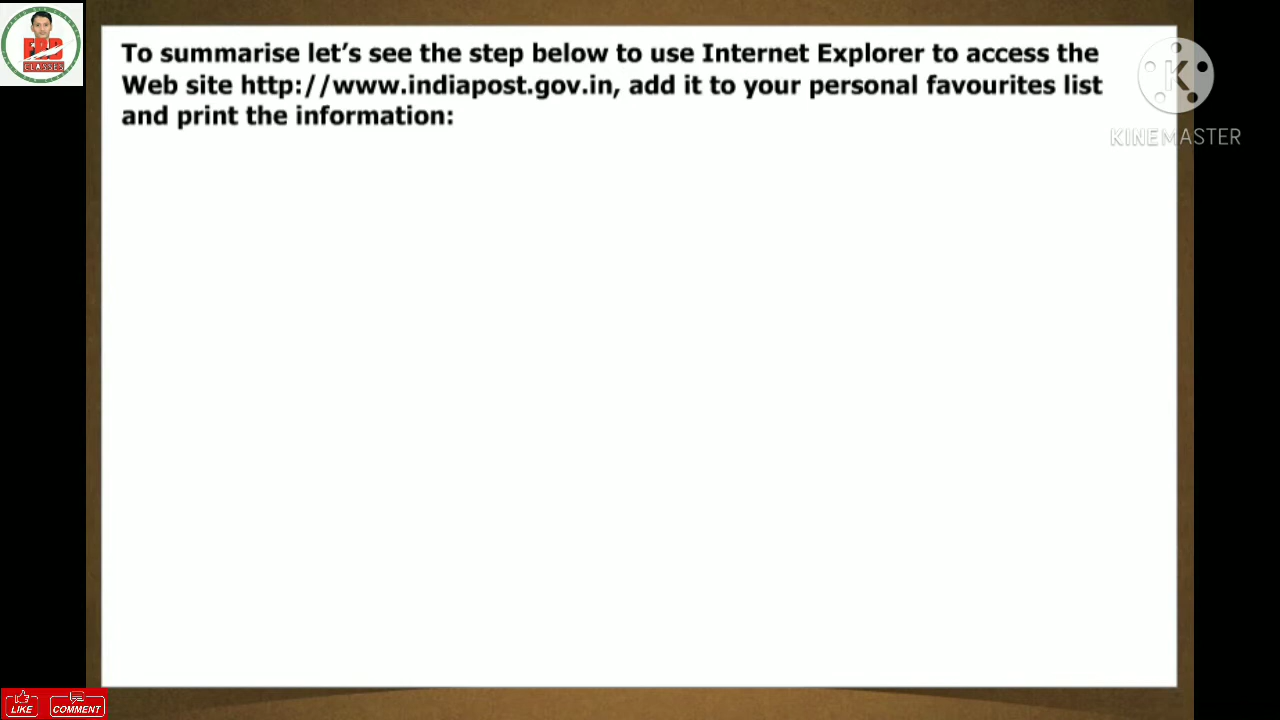 To summarise let’s see the step below to use Internet Explorer to access the
Web site http://www.indiapost.gov.in, add it to your personal favourites list
and print the information:
K
KINEMASTER
CLASSES
LIKE
COMMENT